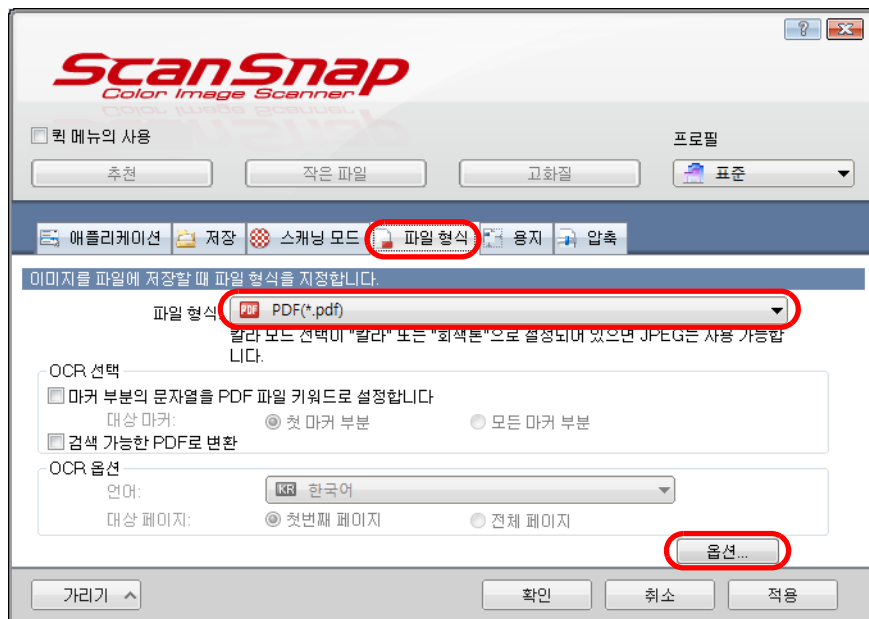 ScanSnap
Color Image Scanner
퀵 메뉴의 사용
프로필
추천
작은 파일
고화질
표준
애플리케이션
저장
스캐닝 모드
파일 형식
용지
압축
이미지를 파일에 저장할 때 파일 형식을 지정합니다.
파일 형식:
PDF
PDF(*.pdf)
칼라 모드 선택이 "칼라" 또는 "회색톤"으로 설정되어 있으면 JPEG는 사용 가능합
니다.
OCR 선택
마커 부분의 문자열을 PDF 파일 키워드로 설정합니다
대상 마커:
첫 마커 부분
모든 마커 부분
검색 가능한 PDF로 변환
OCR 옵션
언어:
KR 한국어
대상 페이지:
첫번째 페이지
전체 페이지
옵션...
가리기
확인
취소
적용